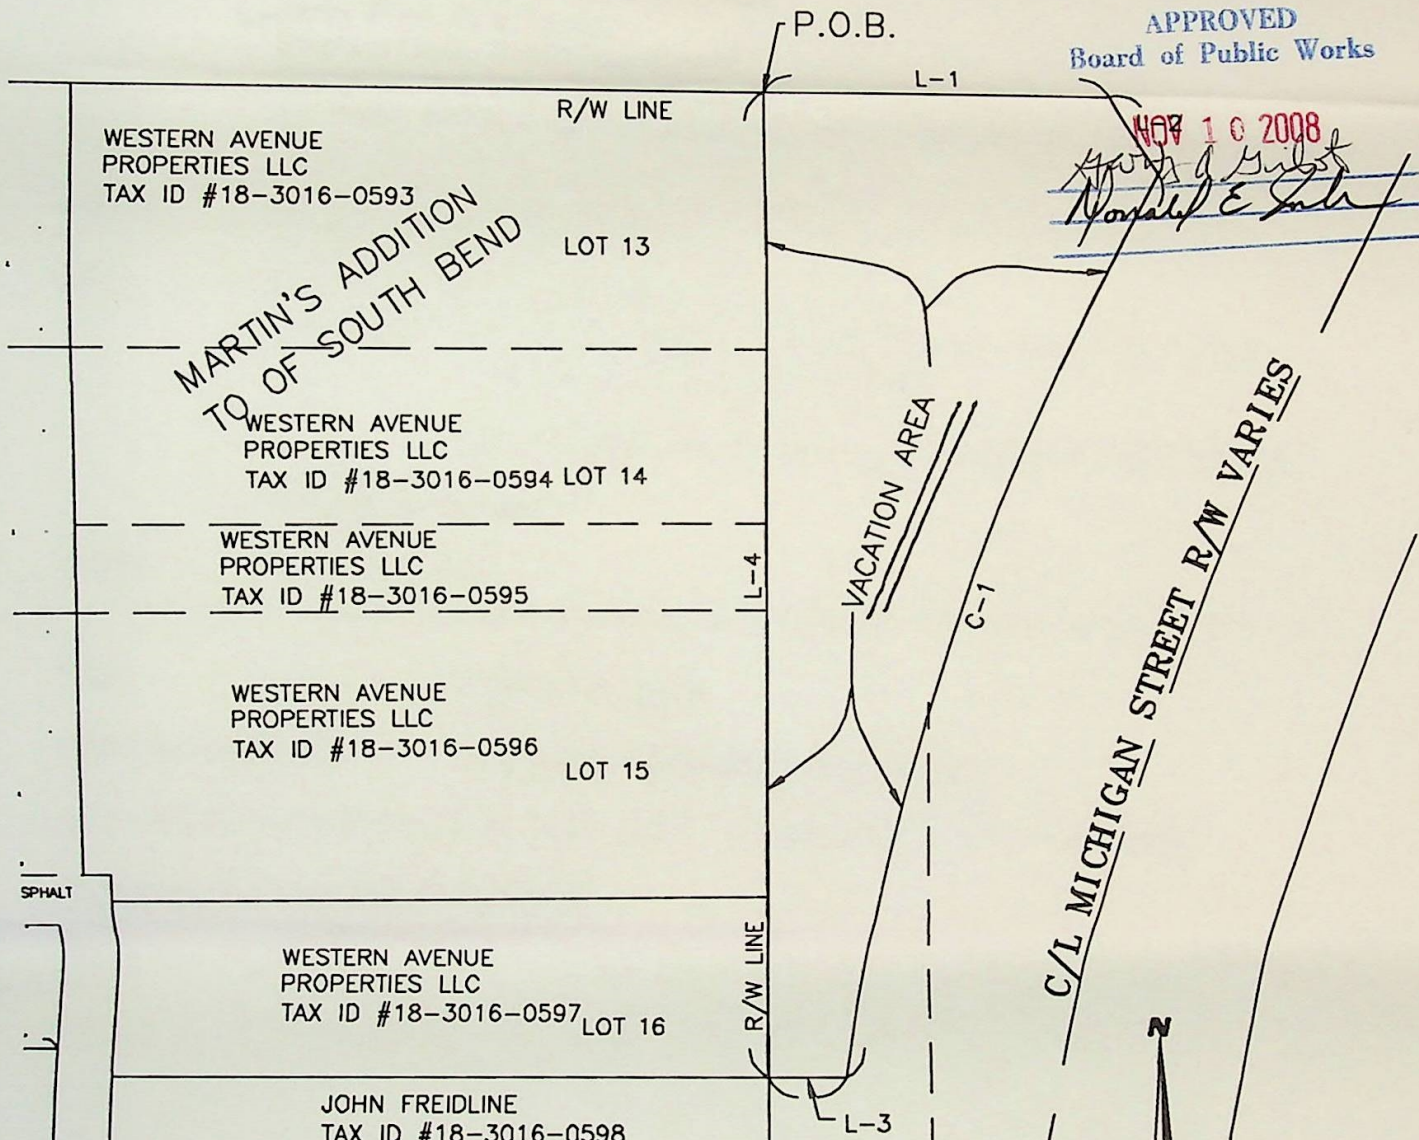 P.O.B.
APPROVED
Board of Public Works
L-1
R/W LINE
NOV 10 2008
WESTERN AVENUE
PROPERTIES LLC
TAX ID #18-3016-0593
LOT 13
MARTIN'S ADDITION
TO OF SOUTH BEND
WESTERN AVENUE
PROPERTIES LLC
TAX ID #18-3016-0594 LOT 14
VACATION AREA
C/L MICHIGAN STREET R/W VARIES
WESTERN AVENUE
PROPERTIES LLC
TAX ID #18-3016-0595
L-4
C-1
WESTERN AVENUE
PROPERTIES LLC
TAX ID #18-3016-0596
LOT 15
SPHALT
WESTERN AVENUE
PROPERTIES LLC
TAX ID #18-3016-0597 LOT 16
R/W LINE
N
JOHN FREIDLINE
TAX ID #18-3016-0598
L-3